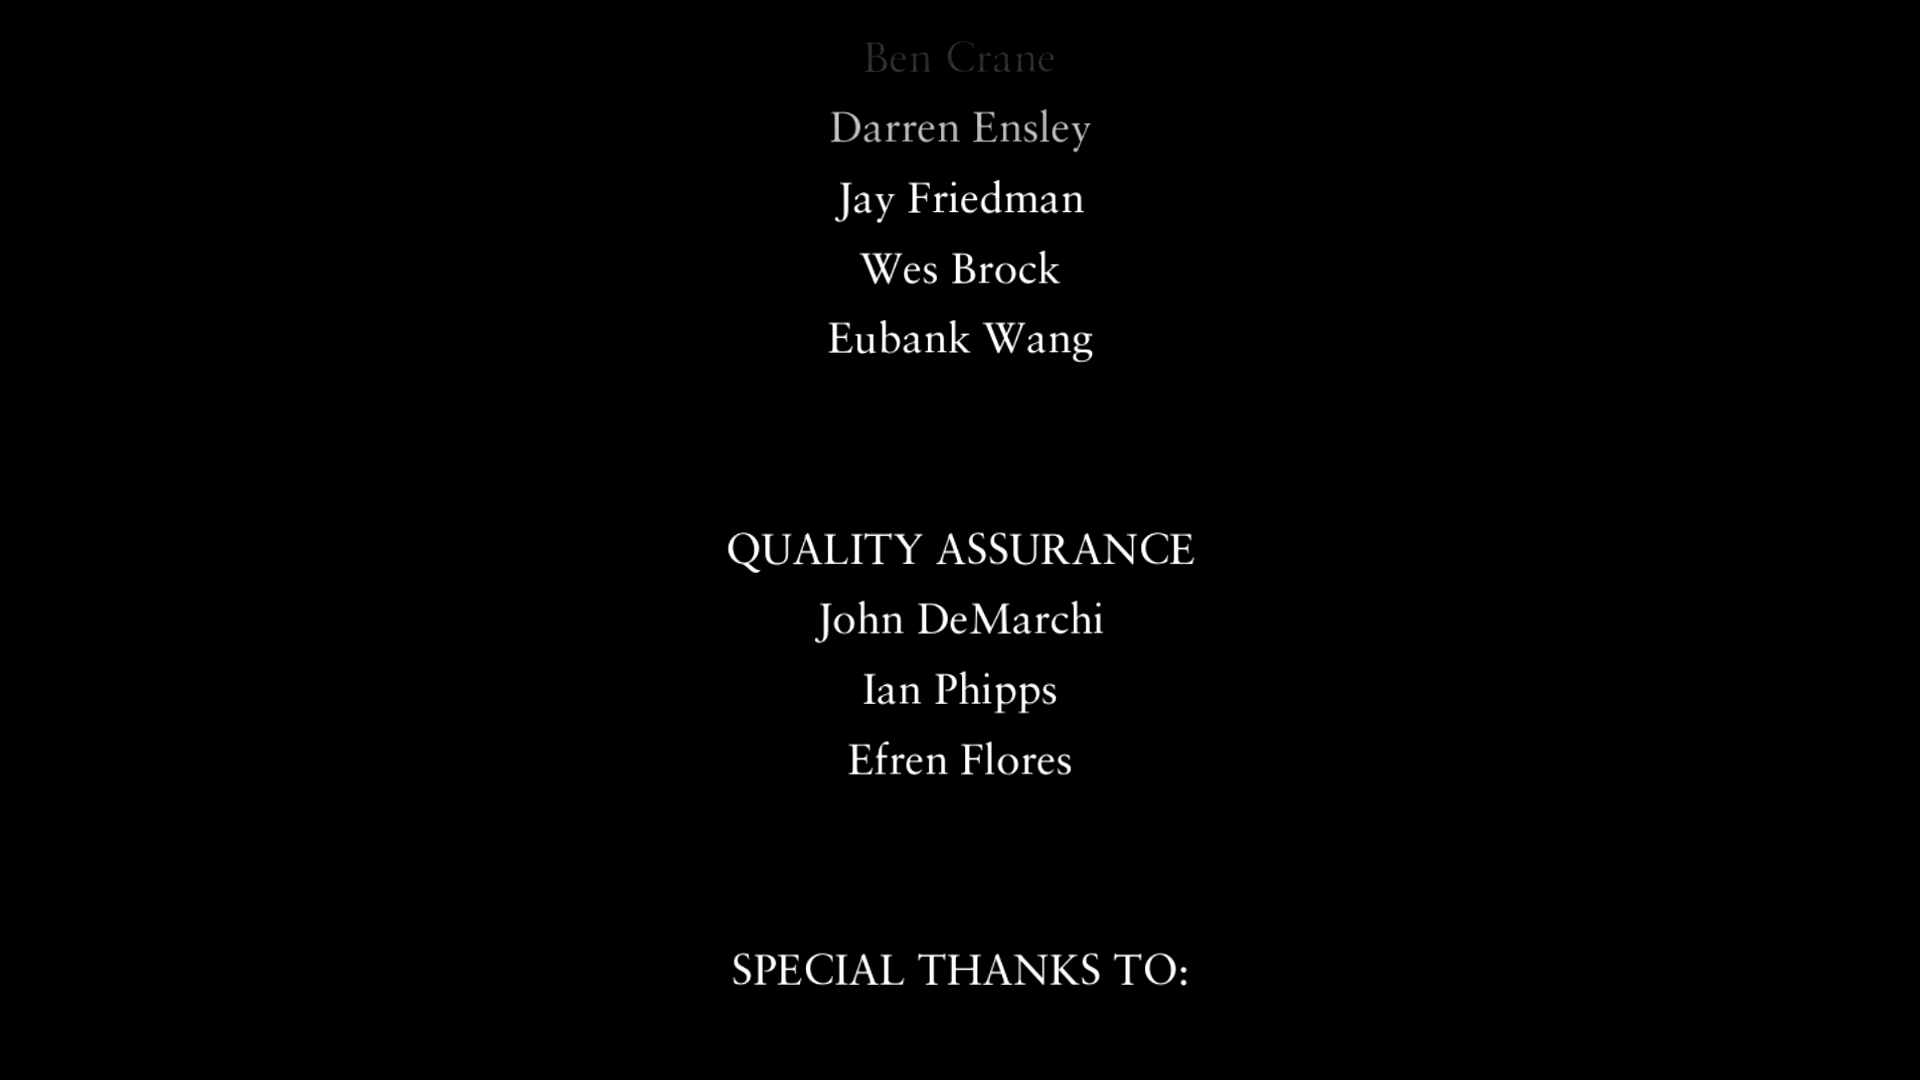 Ben Crane
Darren Ensley
Jay Friedman
Wes Brock
Eubank Wang
QUALITY ASSURANCE
John DeMarchi
Ian Phipps
Efren Flores
SPECIAL THANKS TO: